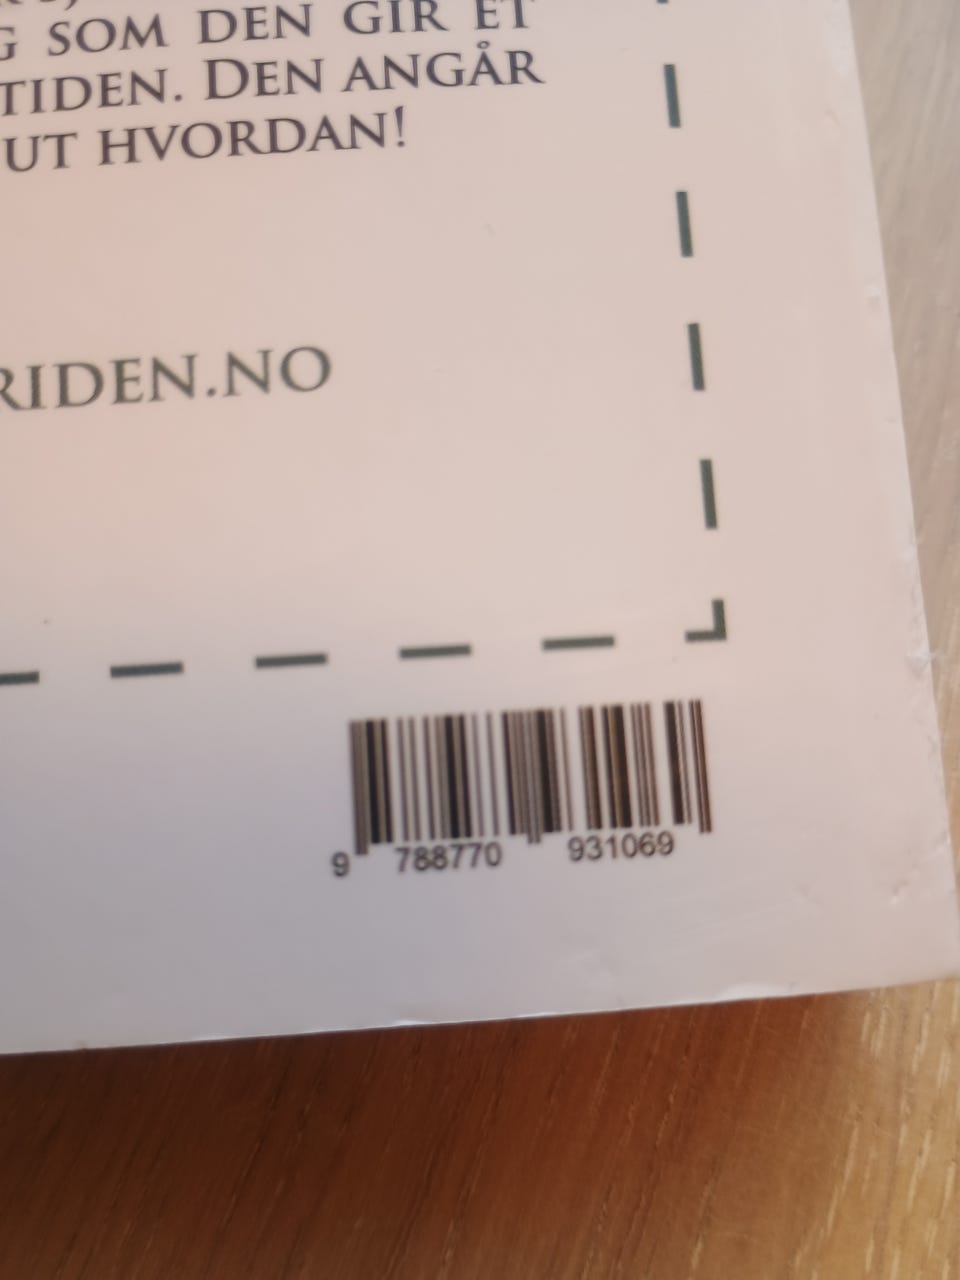 G SOM DEN GIR ET
TIDEN. DEN ANGÅR
UT HVORDAN!
RIDEN.NO
9 788770 931069